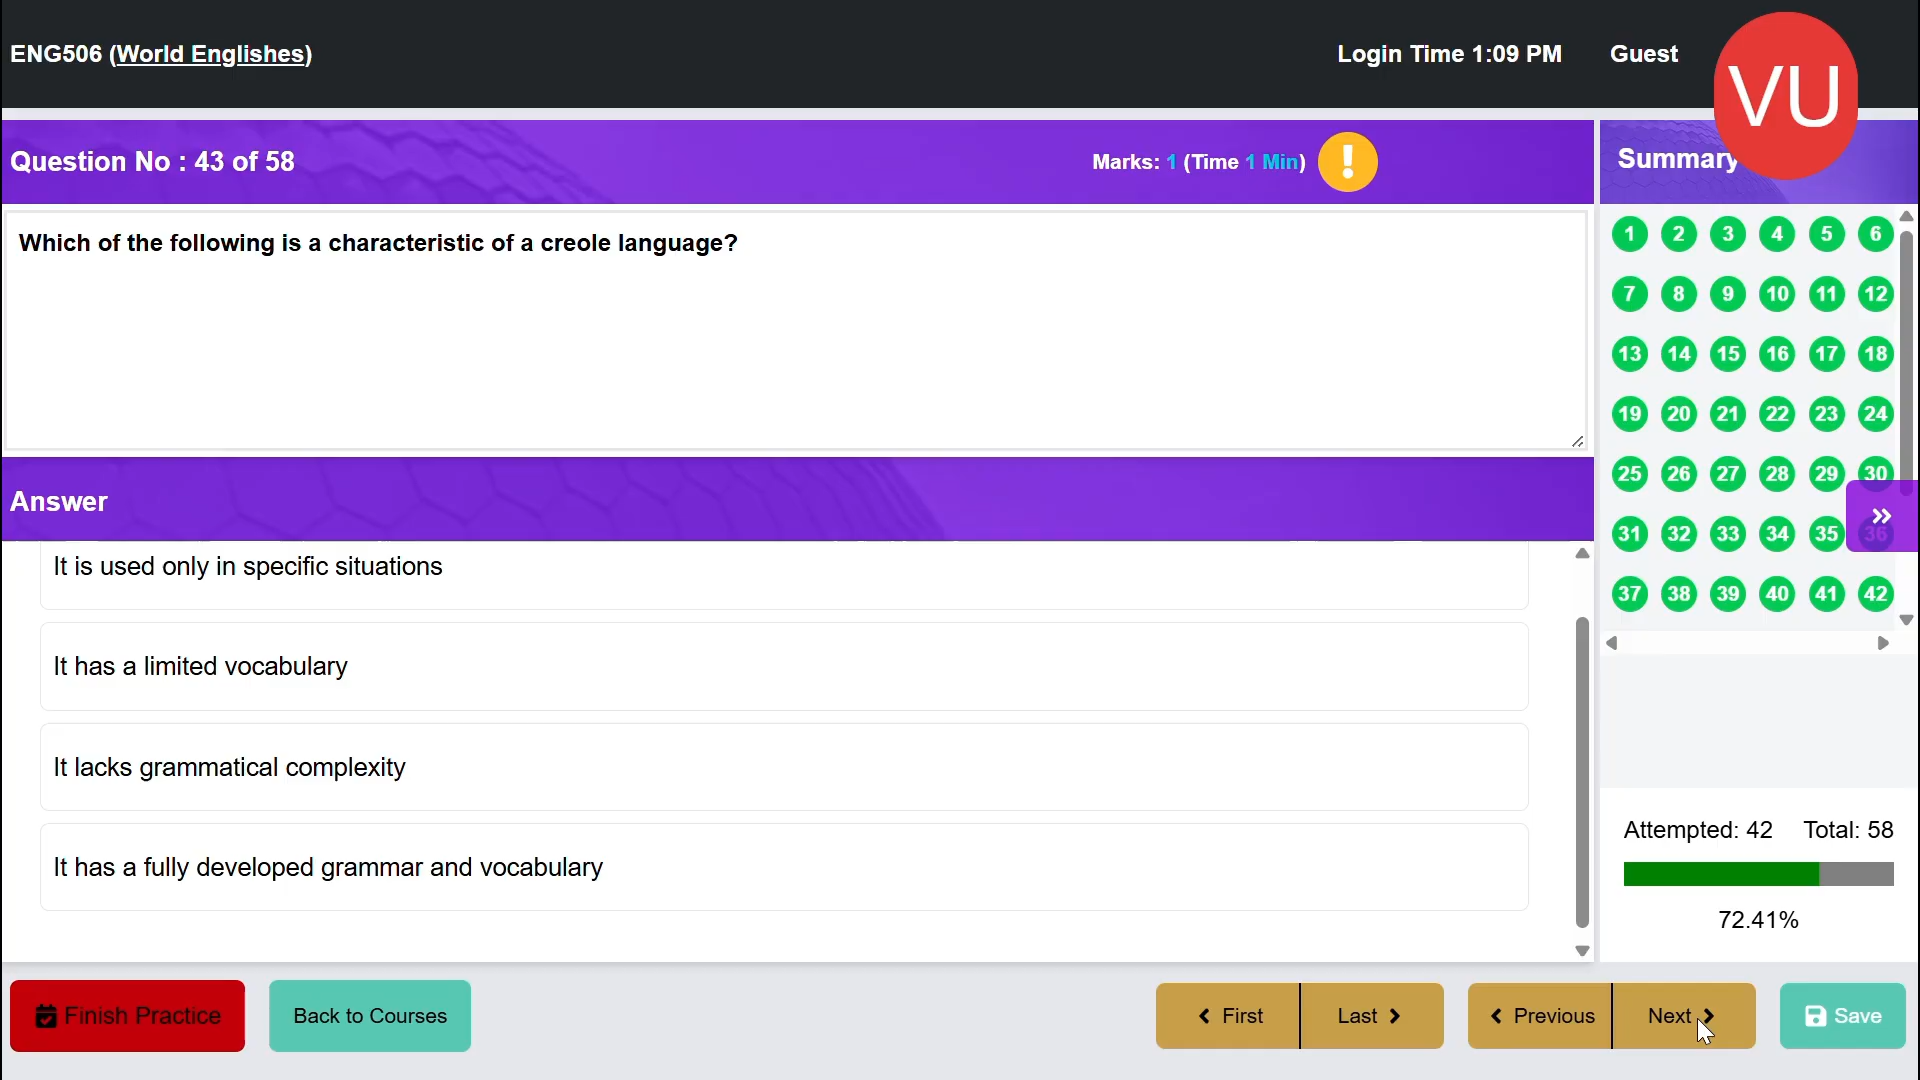 ENG506 (World Englishes)
Login Time 1:09 PM
Guest
VU
Question No : 43 of 58
Marks: 1 (Time 1 Min)
!
Summary
Which of the following is a characteristic of a creole language?
Answer
It is used only in specific situations
It has a limited vocabulary
It lacks grammatical complexity
It has a fully developed grammar and vocabulary
1 2 3 4 5 6
7 8 9 10 11 12
13 14 15 16 17 18
19 20 21 22 23 24
25 26 27 28 29 30
31 32 33 34 35 36
37 38 39 40 41 42
Attempted: 42 Total: 58
72.41%
Finish Practice
Back to Courses
First
Last
Previous
Next
Save